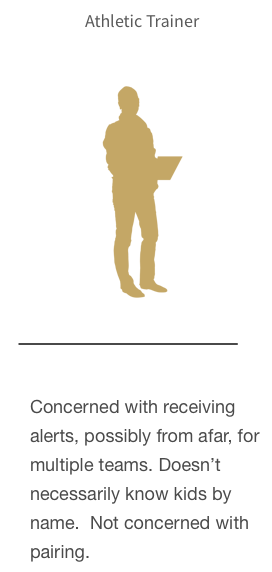 Athletic Trainer
Concerned with receiving
alerts, possibly from afar, for
multiple teams. Doesn’t
necessarily know kids by
name.  Not concerned with
pairing.